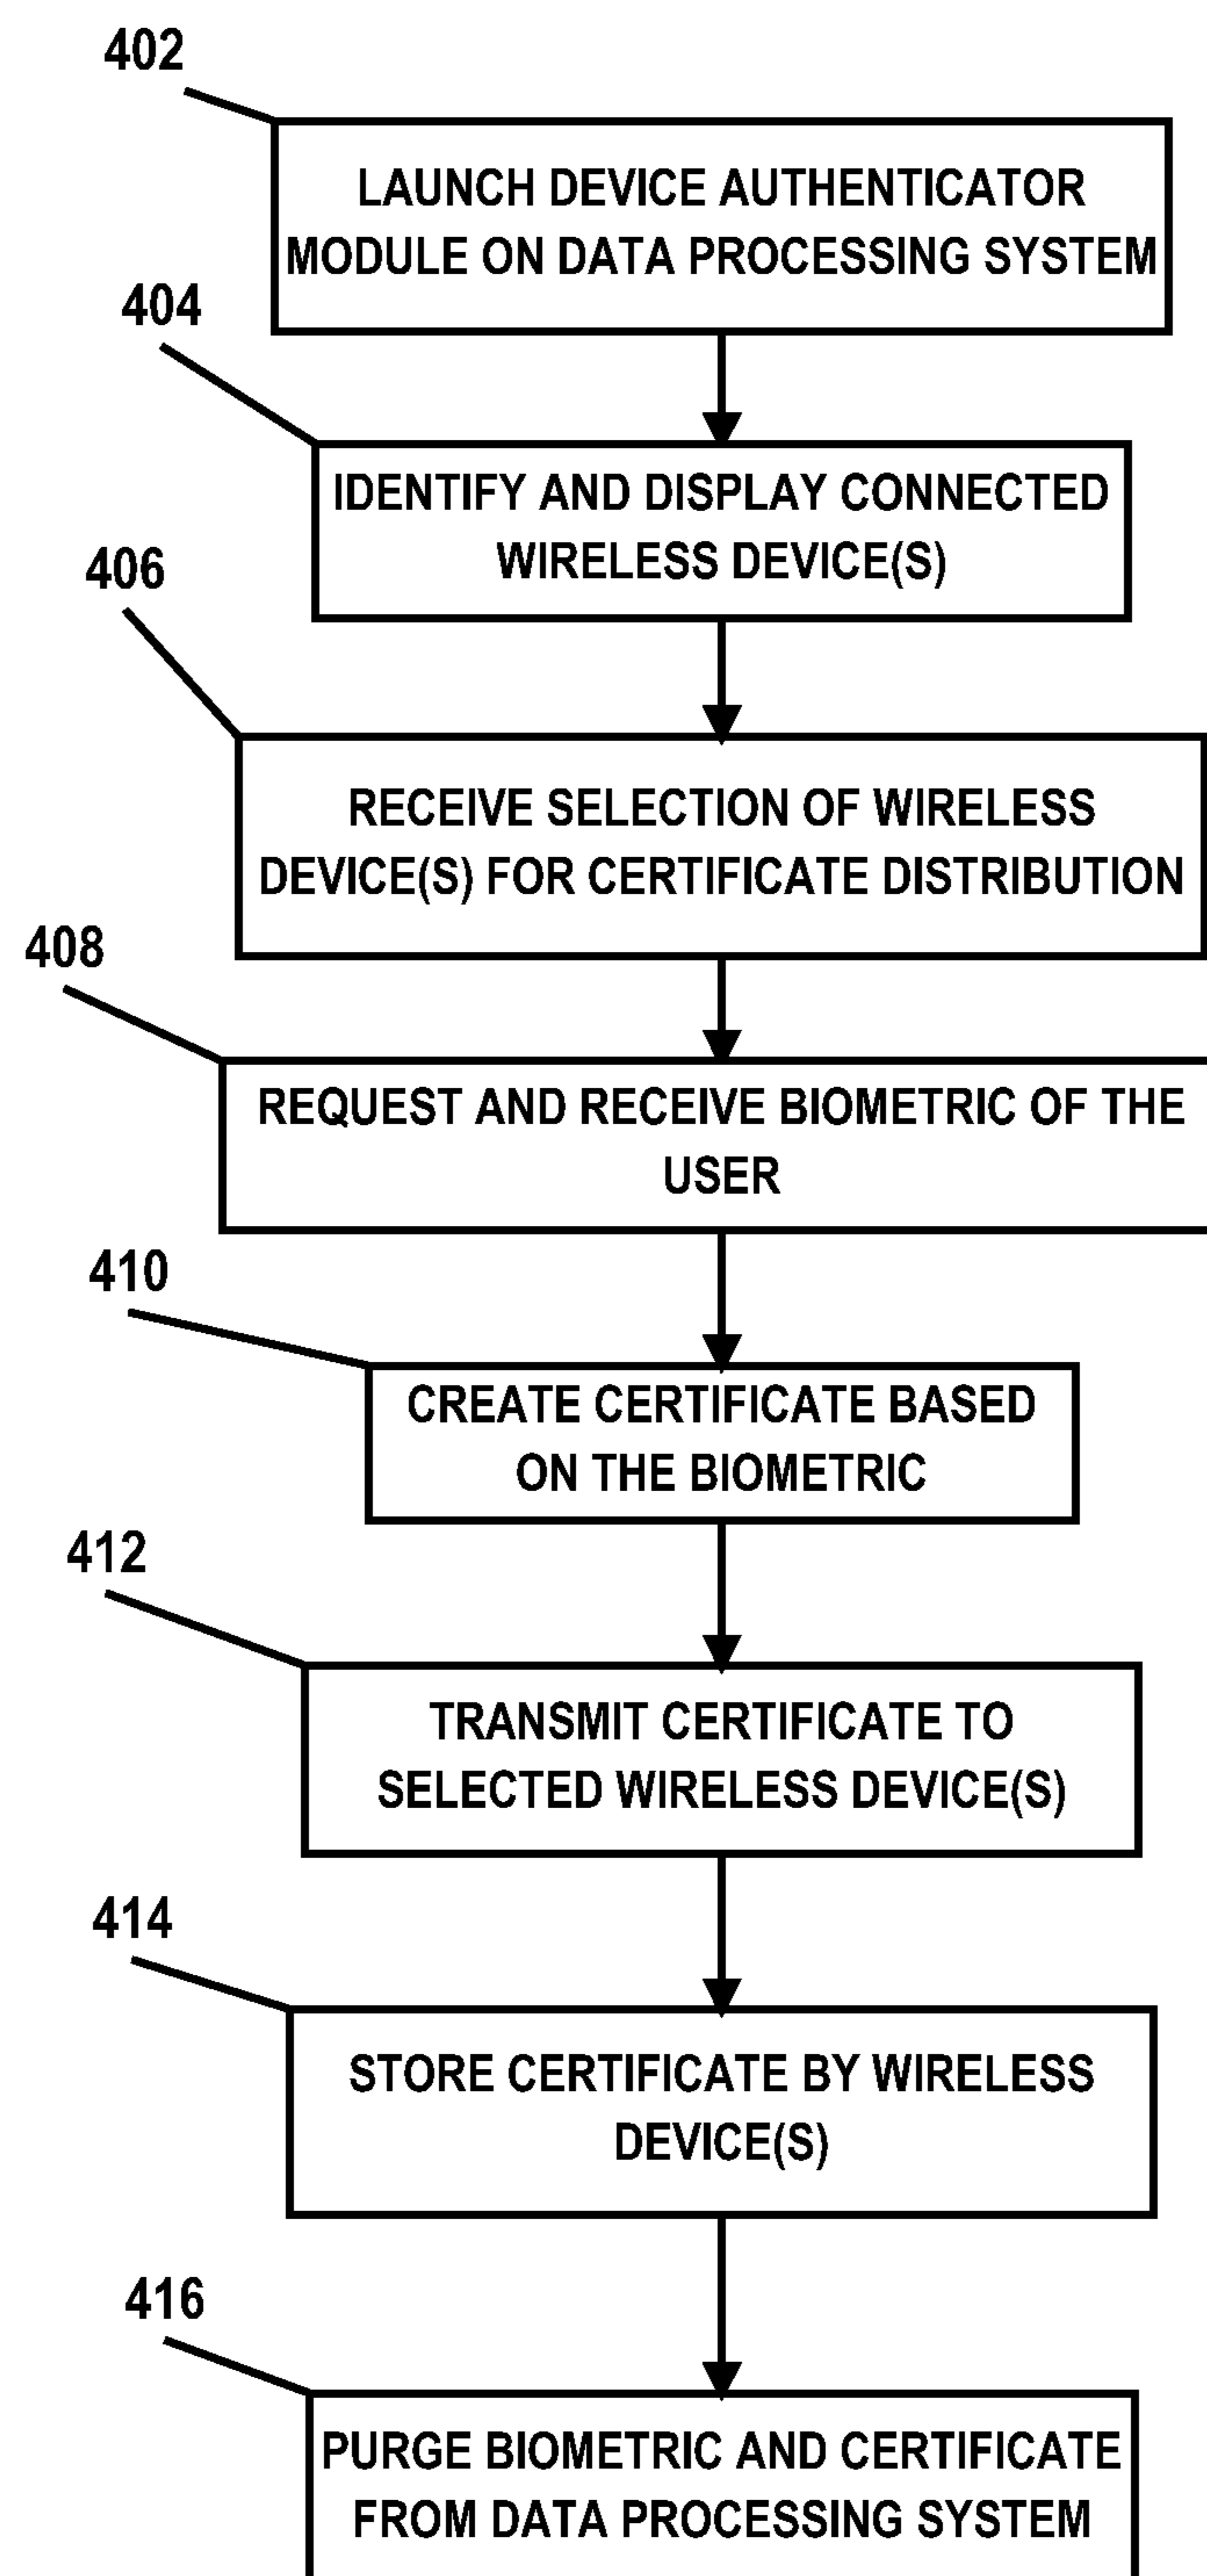 402
LAUNCH DEVICE AUTHENTICATOR
MODULE ON DATA PROCESSING SYSTEM
404
IDENTIFY AND DISPLAY CONNECTED
WIRELESS DEVICE(S)
406
RECEIVE SELECTION OF WIRELESS
DEVICE(S) FOR CERTIFICATE DISTRIBUTION
408
REQUEST AND RECEIVE BIOMETRIC OF THE
USER
410
CREATE CERTIFICATE BASED
ON THE BIOMETRIC
412
TRANSMIT CERTIFICATE TO
SELECTED WIRELESS DEVICE(S)
414
STORE CERTIFICATE BY WIRELESS
DEVICE(S)
416
PURGE BIOMETRIC AND CERTIFICATE
FROM DATA PROCESSING SYSTEM